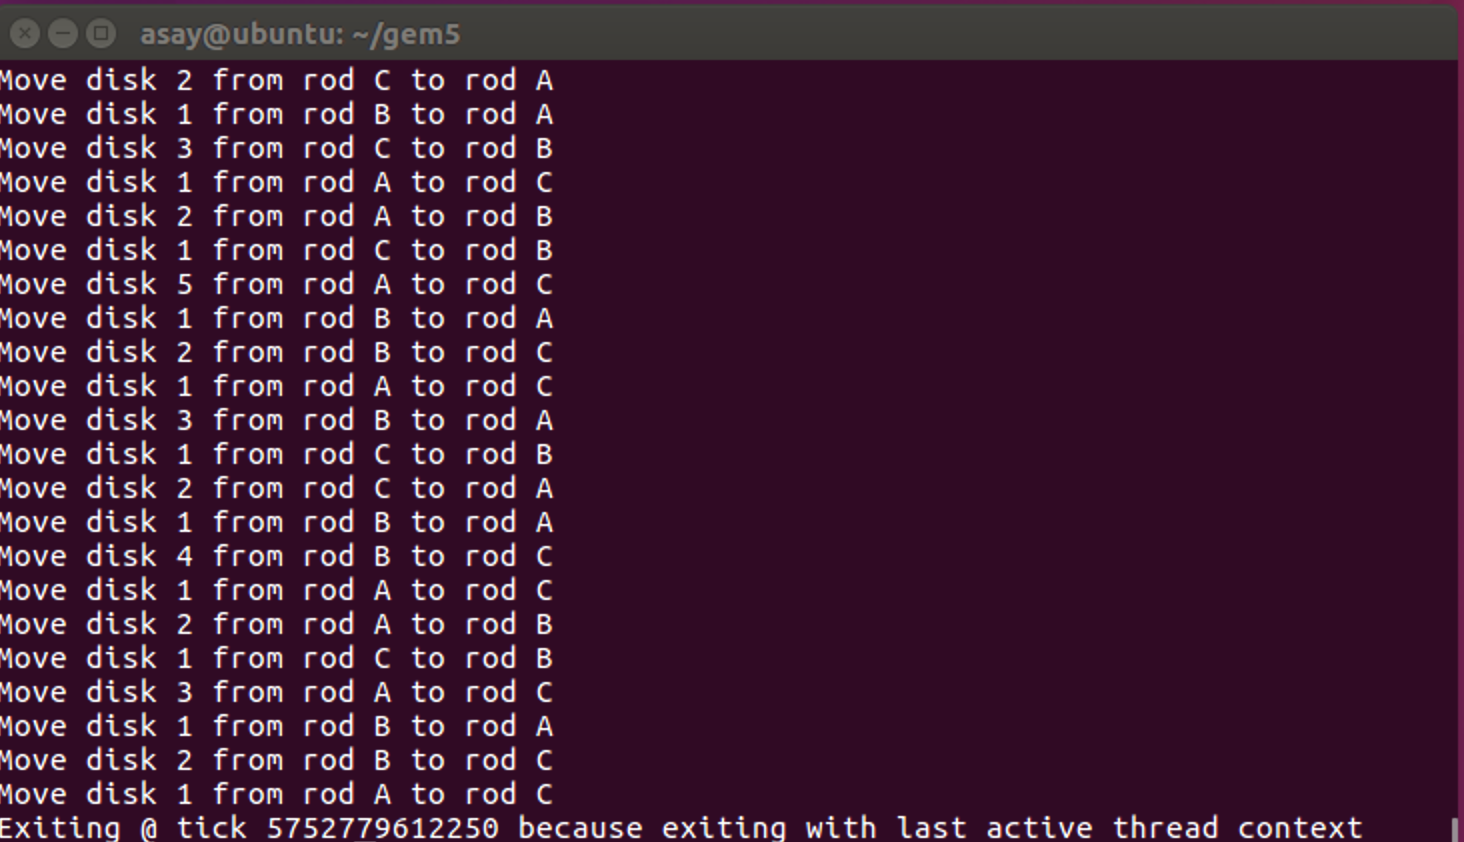 asay@ubuntu: ~/gem5
Move disk 2 from rod C to rod A
Move disk 1 from rod B to rod A
Move disk 3 from rod C to rod B
Move disk 1 from rod A to rod C
Move disk 2 from rod A to rod B
Move disk 1 from rod C to rod B
Move disk 5 from rod A to rod C
Move disk 1 from rod B to rod A
Move disk 2 from rod B to rod C
Move disk 1 from rod A to rod C
Move disk 3 from rod B to rod A
Move disk 1 from rod C to rod B
Move disk 2 from rod C to rod A
Move disk 1 from rod B to rod A
Move disk 4 from rod B to rod C
Move disk 1 from rod A to rod C
Move disk 2 from rod A to rod B
Move disk 1 from rod C to rod B
Move disk 3 from rod A to rod C
Move disk 1 from rod B to rod A
Move disk 2 from rod B to rod C
Move disk 1 from rod A to rod C
Exiting @ tick 5752779612250 because exiting with last active thread context